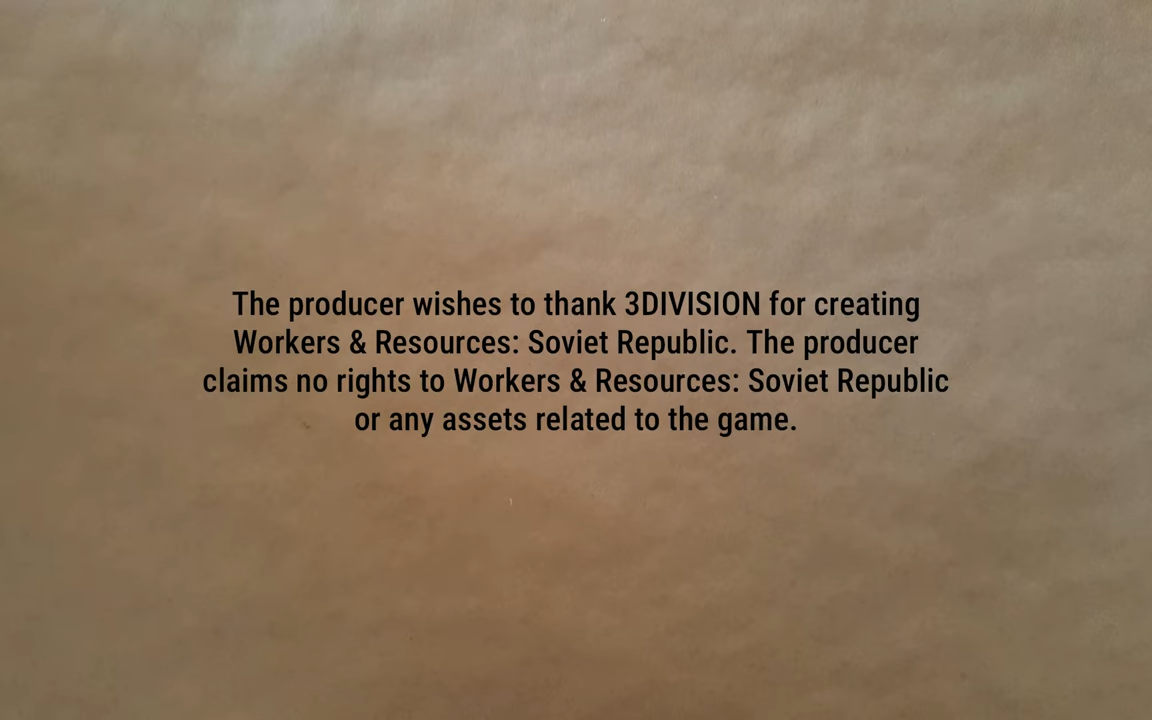 The producer wishes to thank 3DIVISION for creating
Workers & Resources: Soviet Republic. The producer
claims no rights to Workers & Resources: Soviet Republic
or any assets related to the game.